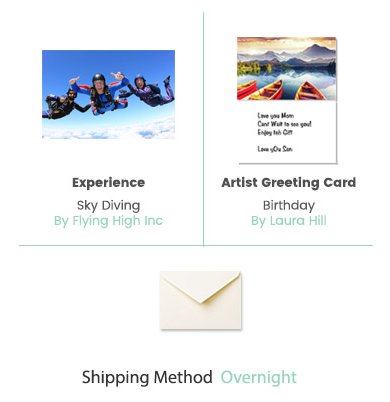 Love you Mom
Cant Wait to see you!
Enjoy teh Gift
Love yOu Son
Experience
Sky Diving
By Flying High Inc
Artist Greeting Card
Birthday
By Laura Hill
Shipping Method Overnight